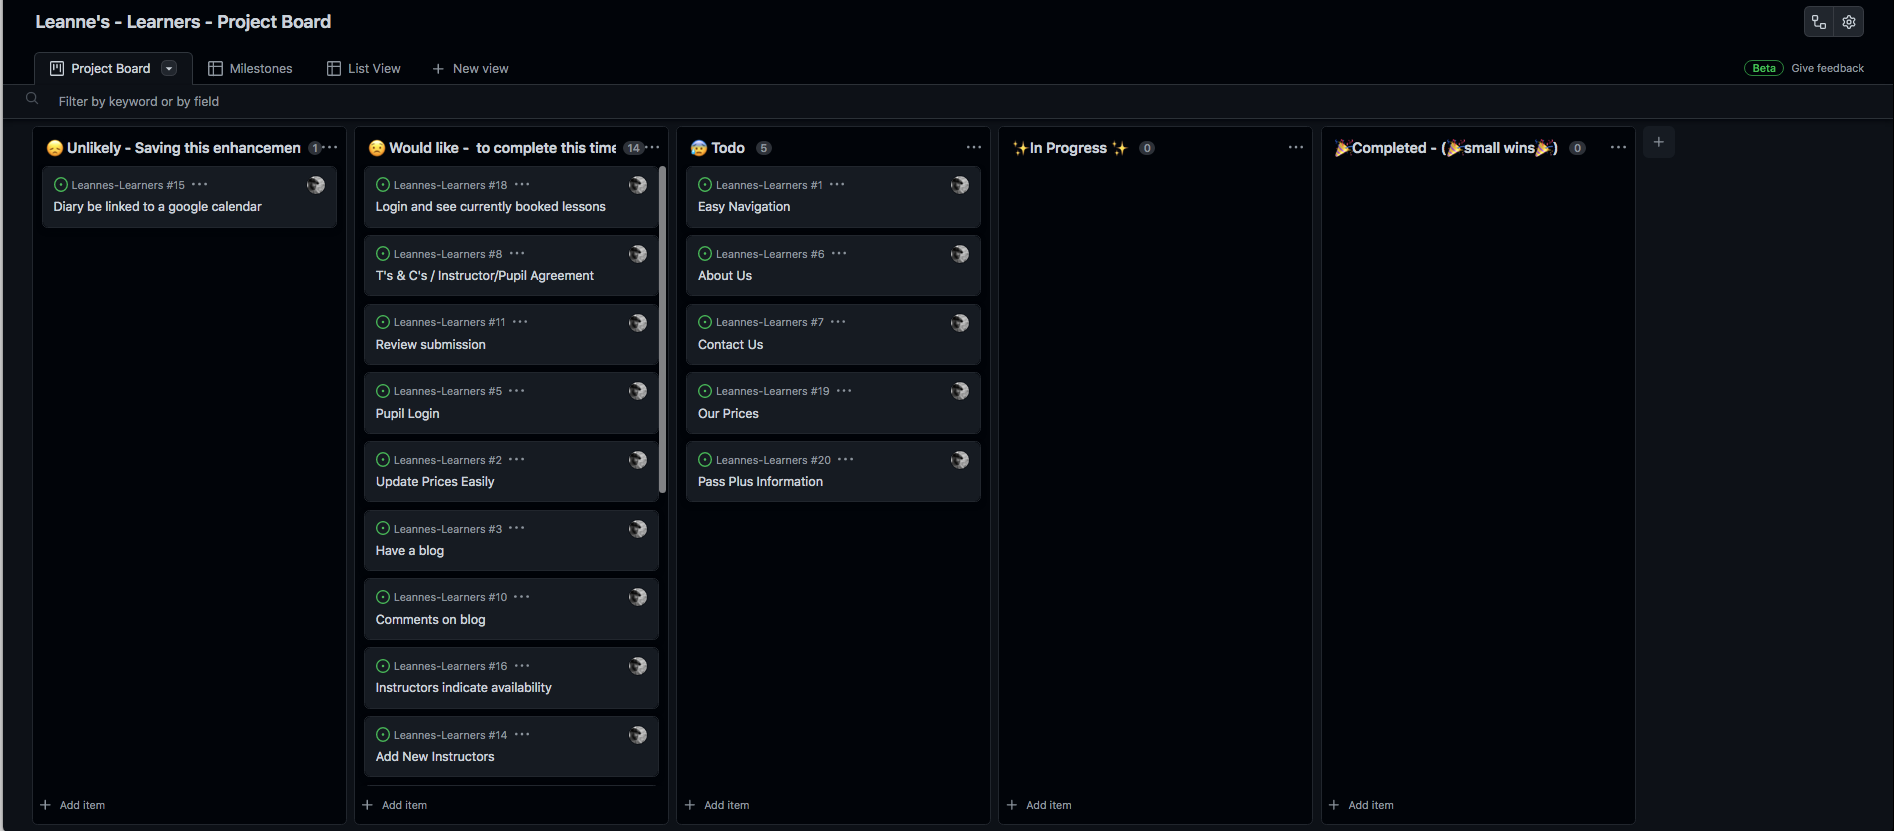 Leanne's - Learners - Project Board
Project Board
Milestones
List View
New view
Beta
Give feedback
Filter by keyword or by field
😞 Unlikely - Saving this enhancemen 1
Leannes-Learners #15
Diary be linked to a google calendar
Add item
😟 Would like - to complete this time 14
Leannes-Learners #18
Login and see currently booked lessons
Leannes-Learners #8
T's & C's / Instructor/Pupil Agreement
Leannes-Learners #11
Review submission
Leannes-Learners #5
Pupil Login
Leannes-Learners #2
Update Prices Easily
Leannes-Learners #3
Have a blog
Leannes-Learners #10
Comments on blog
Leannes-Learners #16
Instructors indicate availability
Leannes-Learners #14
Add New Instructors
Add item
😰 Todo 5
Leannes-Learners #1
Easy Navigation
Leannes-Learners #6
About Us
Leannes-Learners #7
Contact Us
Leannes-Learners #19
Our Prices
Leannes-Learners #20
Pass Plus Information
Add item
✨In Progress ✨ 0
Add item
🎉Completed - (🎉small wins🎉) 0
Add item